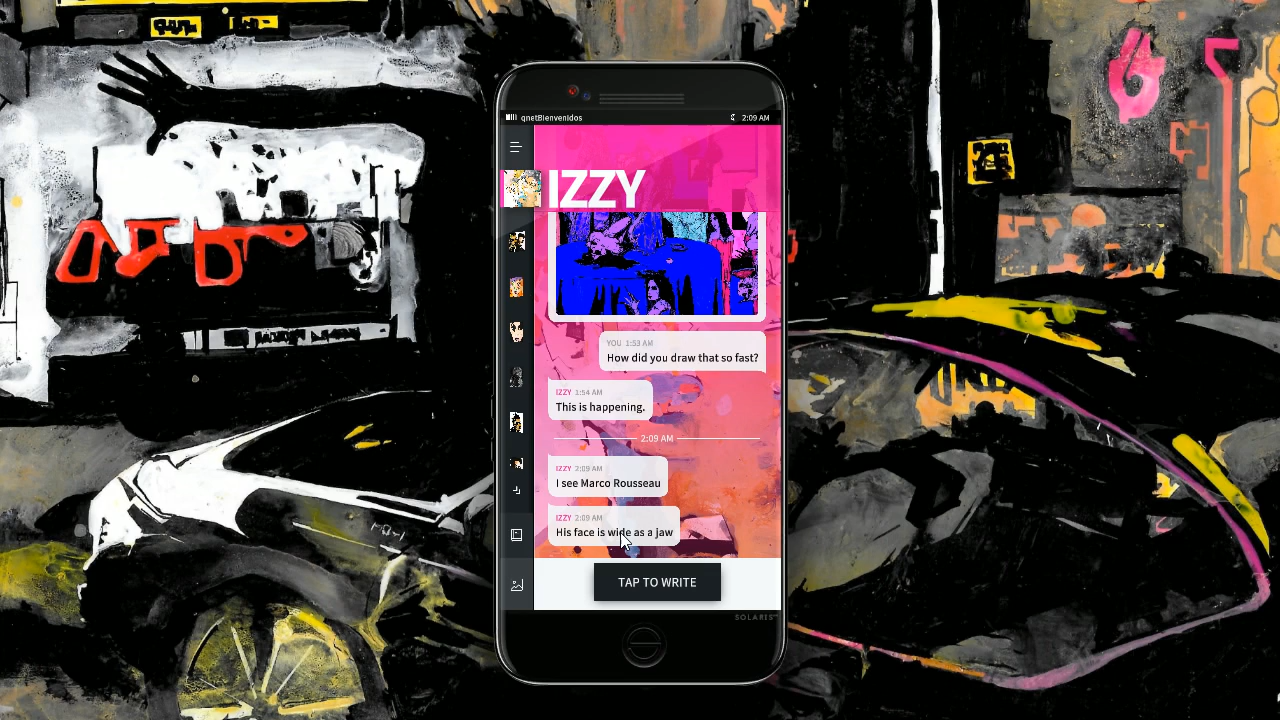 qnetBienvenidos
2:09 AM
IZZY
YOU 1:53 AM
How did you draw that so fast?
IZZY 1:54 AM
This is happening.
2:09 AM
IZZY 2:09 AM
I see Marco Rousseau
IZZY 2:09 AM
His face is wide as a jaw
TAP TO WRITE
SOLARIS
6